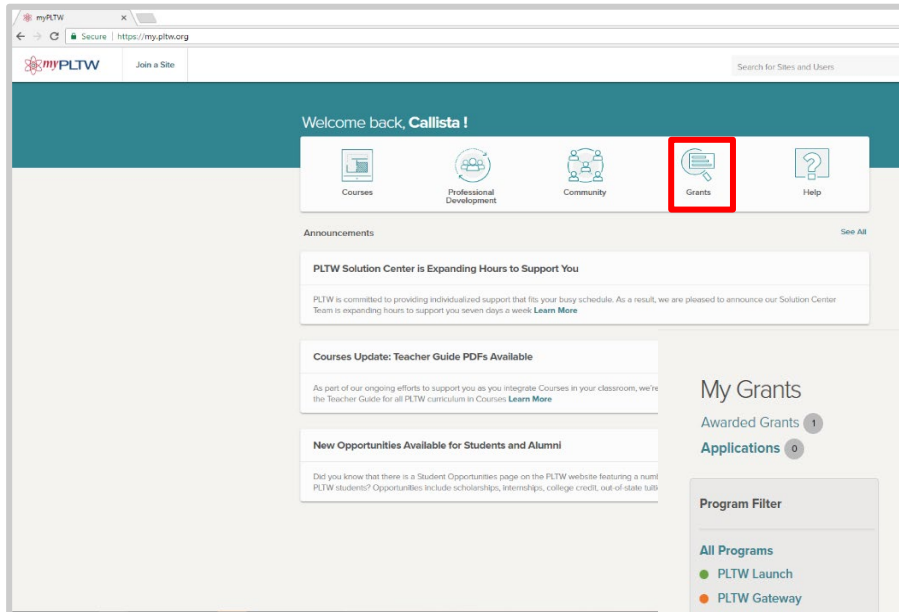 myPLTW
Secure | https://my.pltw.org
myPLTW
Join a Site
Search for Sites and Users
Welcome back, Callista !
Courses
Professional
Development
Community
Grants
Help
Announcements
See All
PLTW Solution Center is Expanding Hours to Support You
PLTW is committed to providing individualized support that fits your busy schedule. As a result, we are pleased to announce our Solution Center
Team is expanding hours to support you seven days a week Learn More
Courses Update: Teacher Guide PDFs Available
As part of our ongoing efforts to support you as you integrate Courses in your classroom, we're
the Teacher Guide for all PLTW curriculum in Courses Learn More
New Opportunities Available for Students and Alumni
Did you know that there is a Student Opportunities page on the PLTW website featuring a
PLTW students? Opportunities include scholarships, internships, college credit, out-of-state
My Grants
Awarded Grants 1
Applications 0
Program Filter
All Programs
PLTW Launch
PLTW Gateway